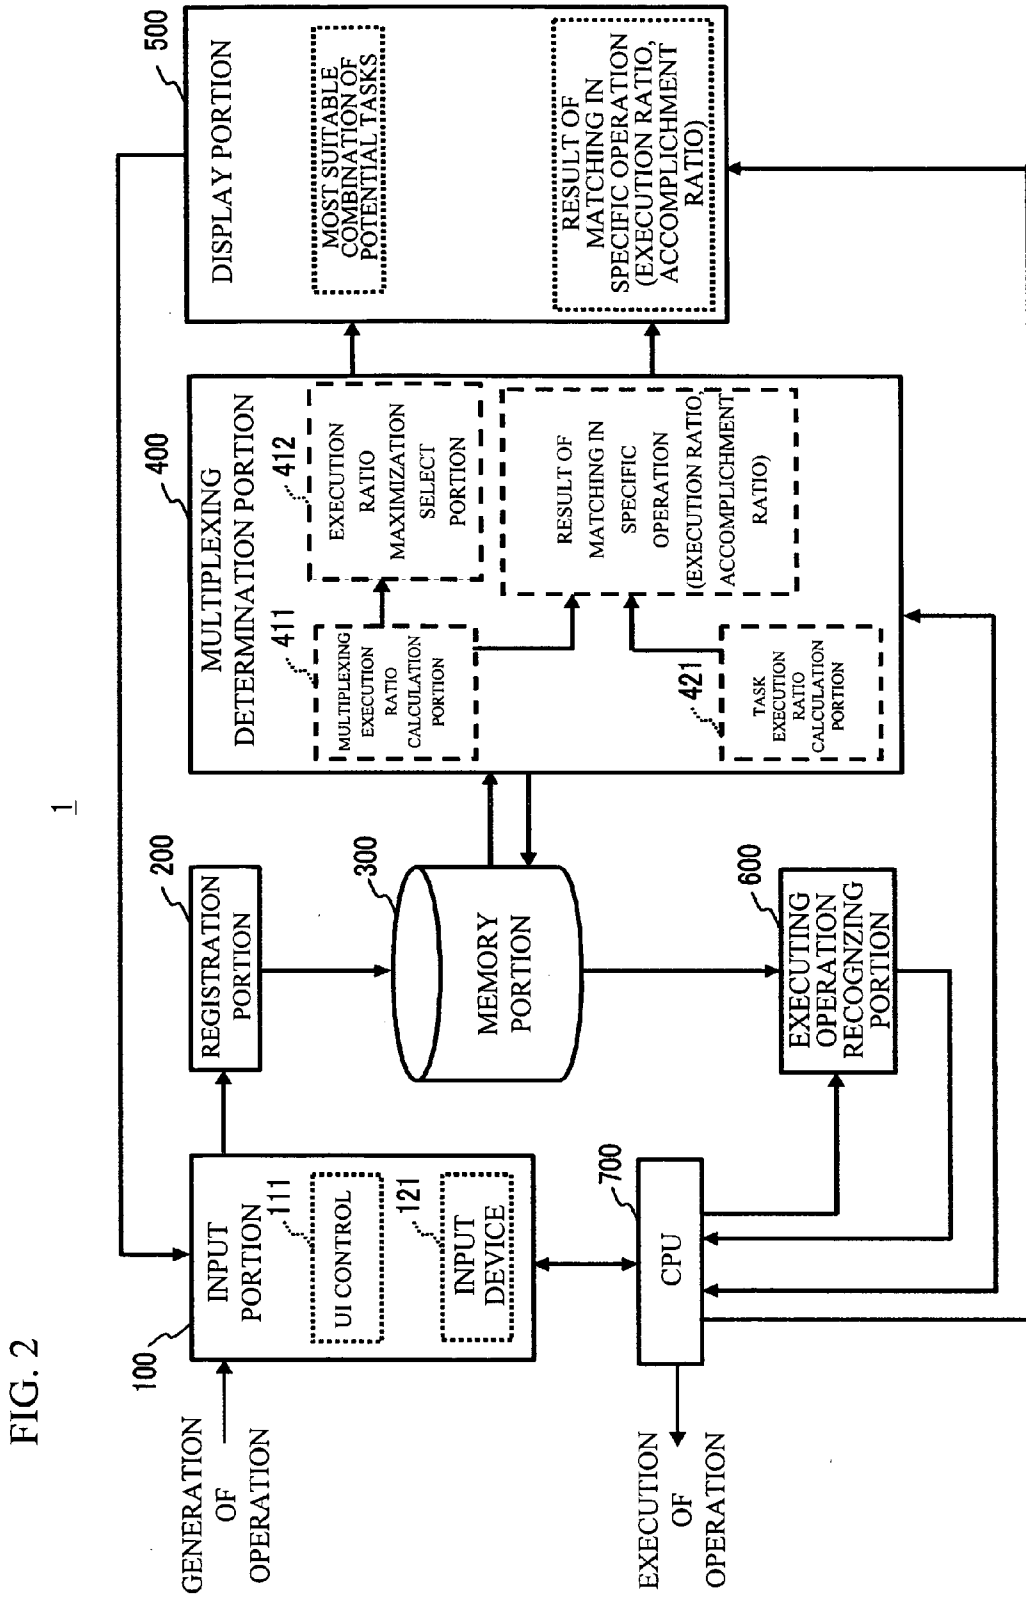 FIG. 2
1
GENERATION
OF
OPERATION
100
INPUT
PORTION
111
UI CONTROL
121
INPUT
DEVICE
200
REGISTRATION
PORTION
300
MEMORY
PORTION
400
MULTIPLEXING
DETERMINATION PORTION
411
MULTIPLEXING
EXECUTION
RATIO
CALCULATION
PORTION
412
EXECUTION
RATIO
MAXIMIZATION
SELECT
PORTION
RESULT OF
MATCHING IN
SPECIFIC
OPERATION
(EXECUTION RATIO,
ACCOMPLICHMENT
RATIO)
421
TASK
EXECUTION
RATIO
CALCULATION
PORTION
500
DISPLAY PORTION
MOST SUITABLE
COMBINATION OF
POTENTIAL TASKS
RESULT OF
MATCHING IN
SPECIFIC OPERATION
(EXECUTION RATIO,
ACCOMPLICHMENT
RATIO)
600
EXECUTING
OPERATION
RECOGNZING
PORTION
700
CPU
EXECUTION
OF
OPERATION